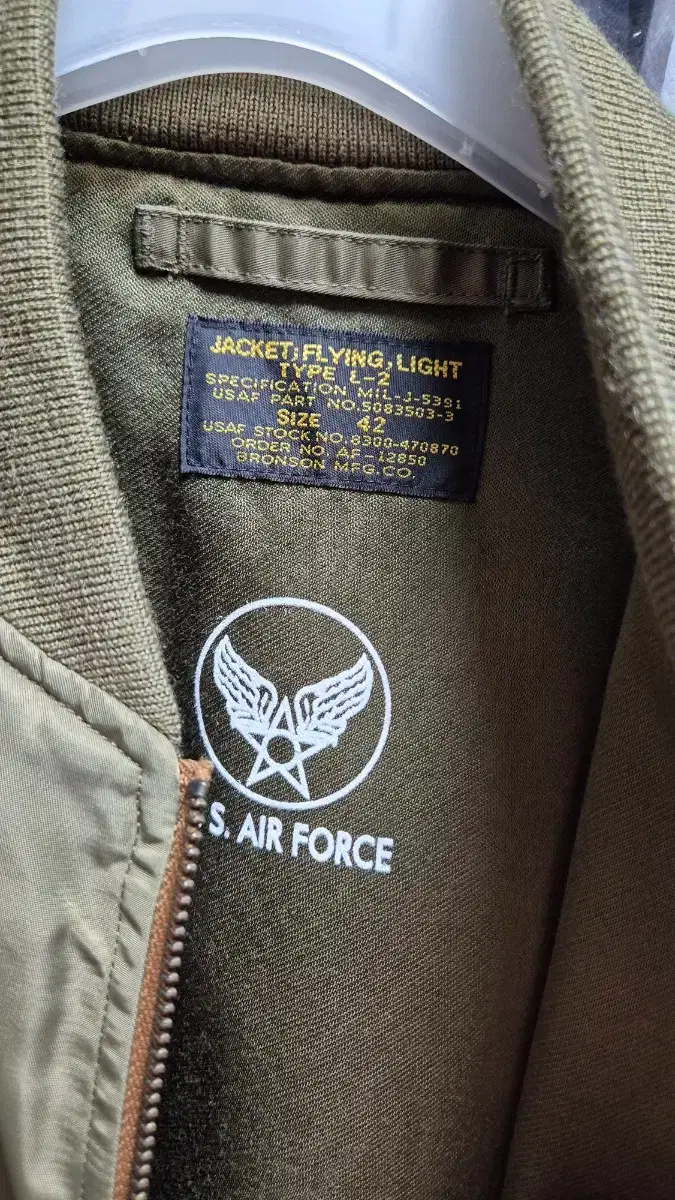 JACKET, FLYING, LIGHT
TYPE L-2
SPECIFICATION MIL-J-5391
USAF PART NO.5083503-3
SIZE 42
USAF STOCK NO.8300-470870
ORDER NO AF-12850
BRONSON MFG.CO.
S. AIR FORCE